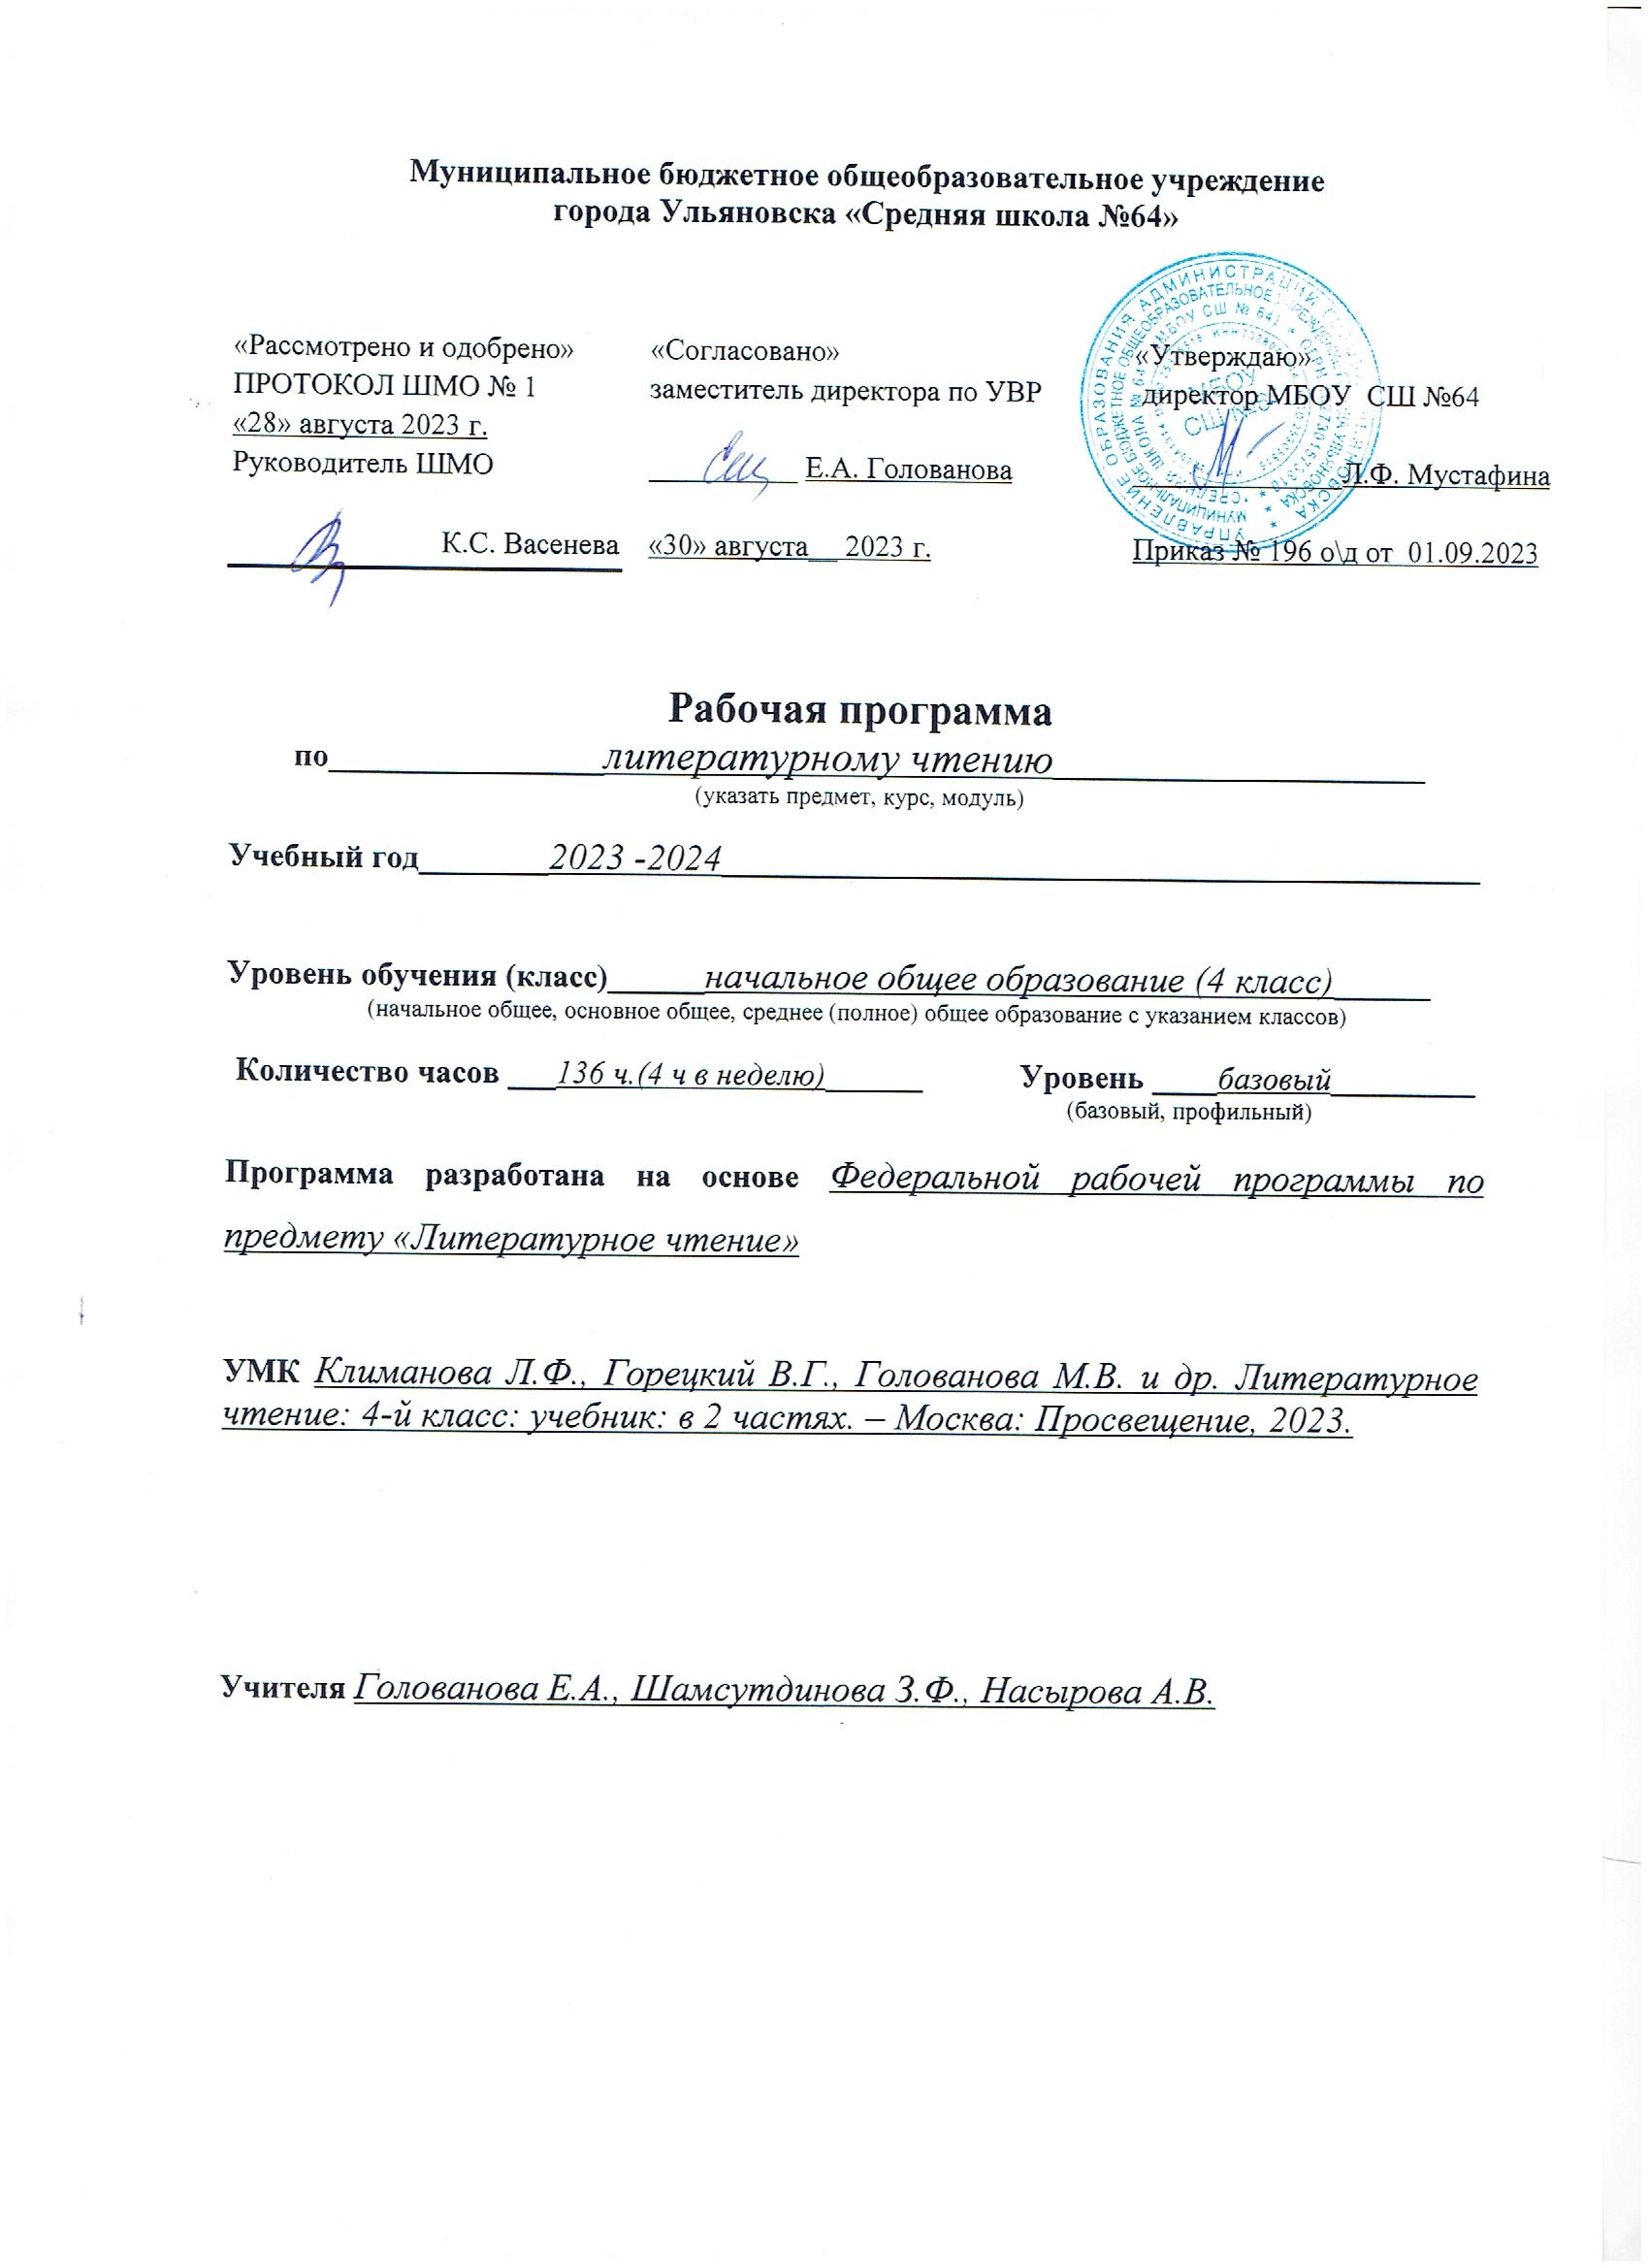 Муниципальное бюджетное общеобразовательное учреждение
города Ульяновска «Средняя школа №64»
«Рассмотрено и одобрено»
ПРОТОКОЛ ШМО № 1
«28» августа 2023 г.
Руководитель ШМО
К.С. Васенева
«Согласовано»
заместитель директора по УВР
Е.А. Голованова
«30» августа__ 2023 г.
«Утверждаю»
директор МБОУ СШ №64
Л.Ф. Мустафина
Приказ № 196 о\д от 01.09.2023
МБОУ
Рабочая программа
по литературному чтению
(указать предмет, курс, модуль)
Учебный год 2023 -2024
Уровень обучения (класс) начальное общее образование (4 класс)
(начальное общее, основное общее, среднее (полное) общее образование с указанием классов)
Количество часов 136 ч.(4 ч в неделю) Уровень базовый
(базовый, профильный)
Программа разработана на основе Федеральной рабочей программы по
предмету «Литературное чтение»
УМК Климанова Л.Ф., Горецкий В.Г., Голованова М.В. и др. Литературное
чтение: 4-й класс: учебник: в 2 частях. – Москва: Просвещение, 2023.
Учителя Голованова Е.А., Шамсутдинова З.Ф., Насырова А.В.